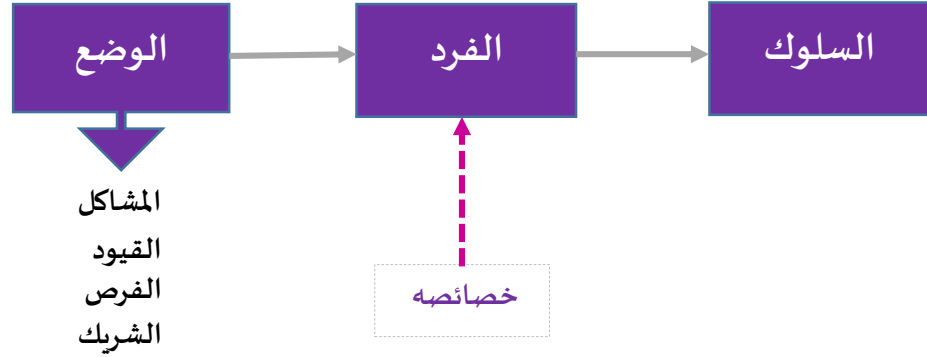 الوضع
الفرد
السلوك
المشاكل
القيود
الفرص
الشريك
خصائصه